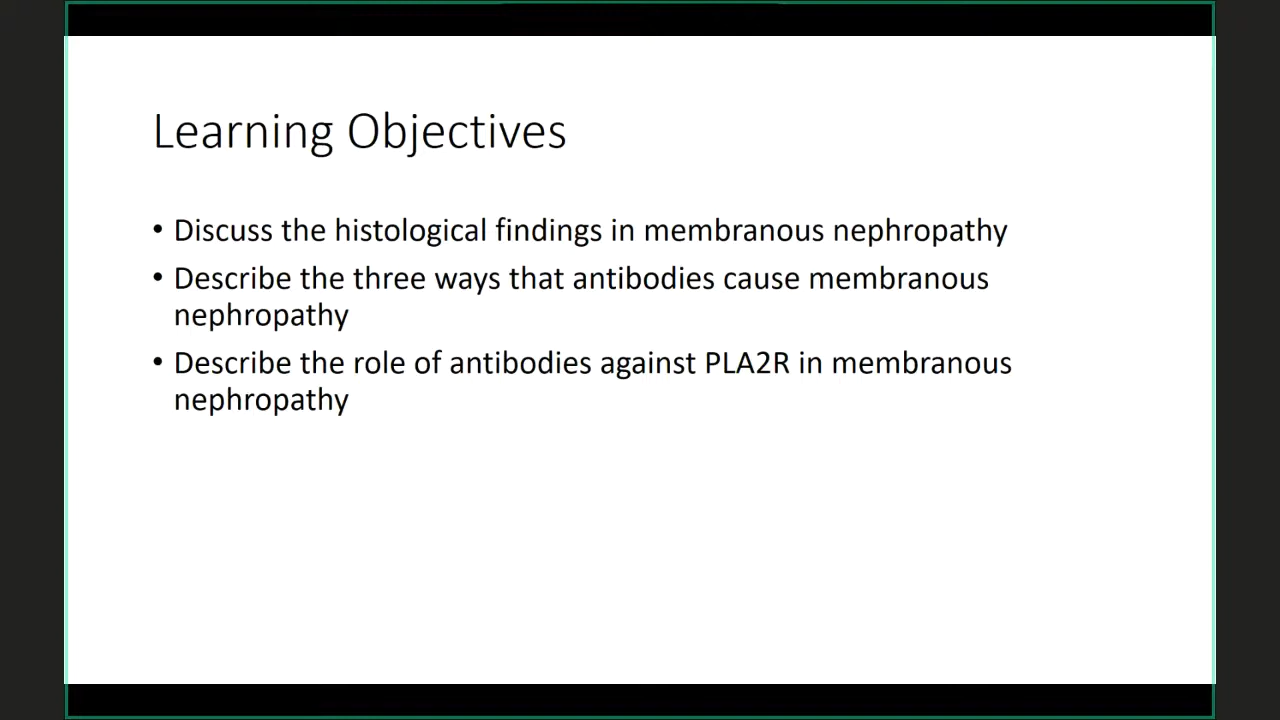 Learning Objectives
• Discuss the histological findings in membranous nephropathy
• Describe the three ways that antibodies cause membranous
nephropathy
• Describe the role of antibodies against PLA2R in membranous
nephropathy